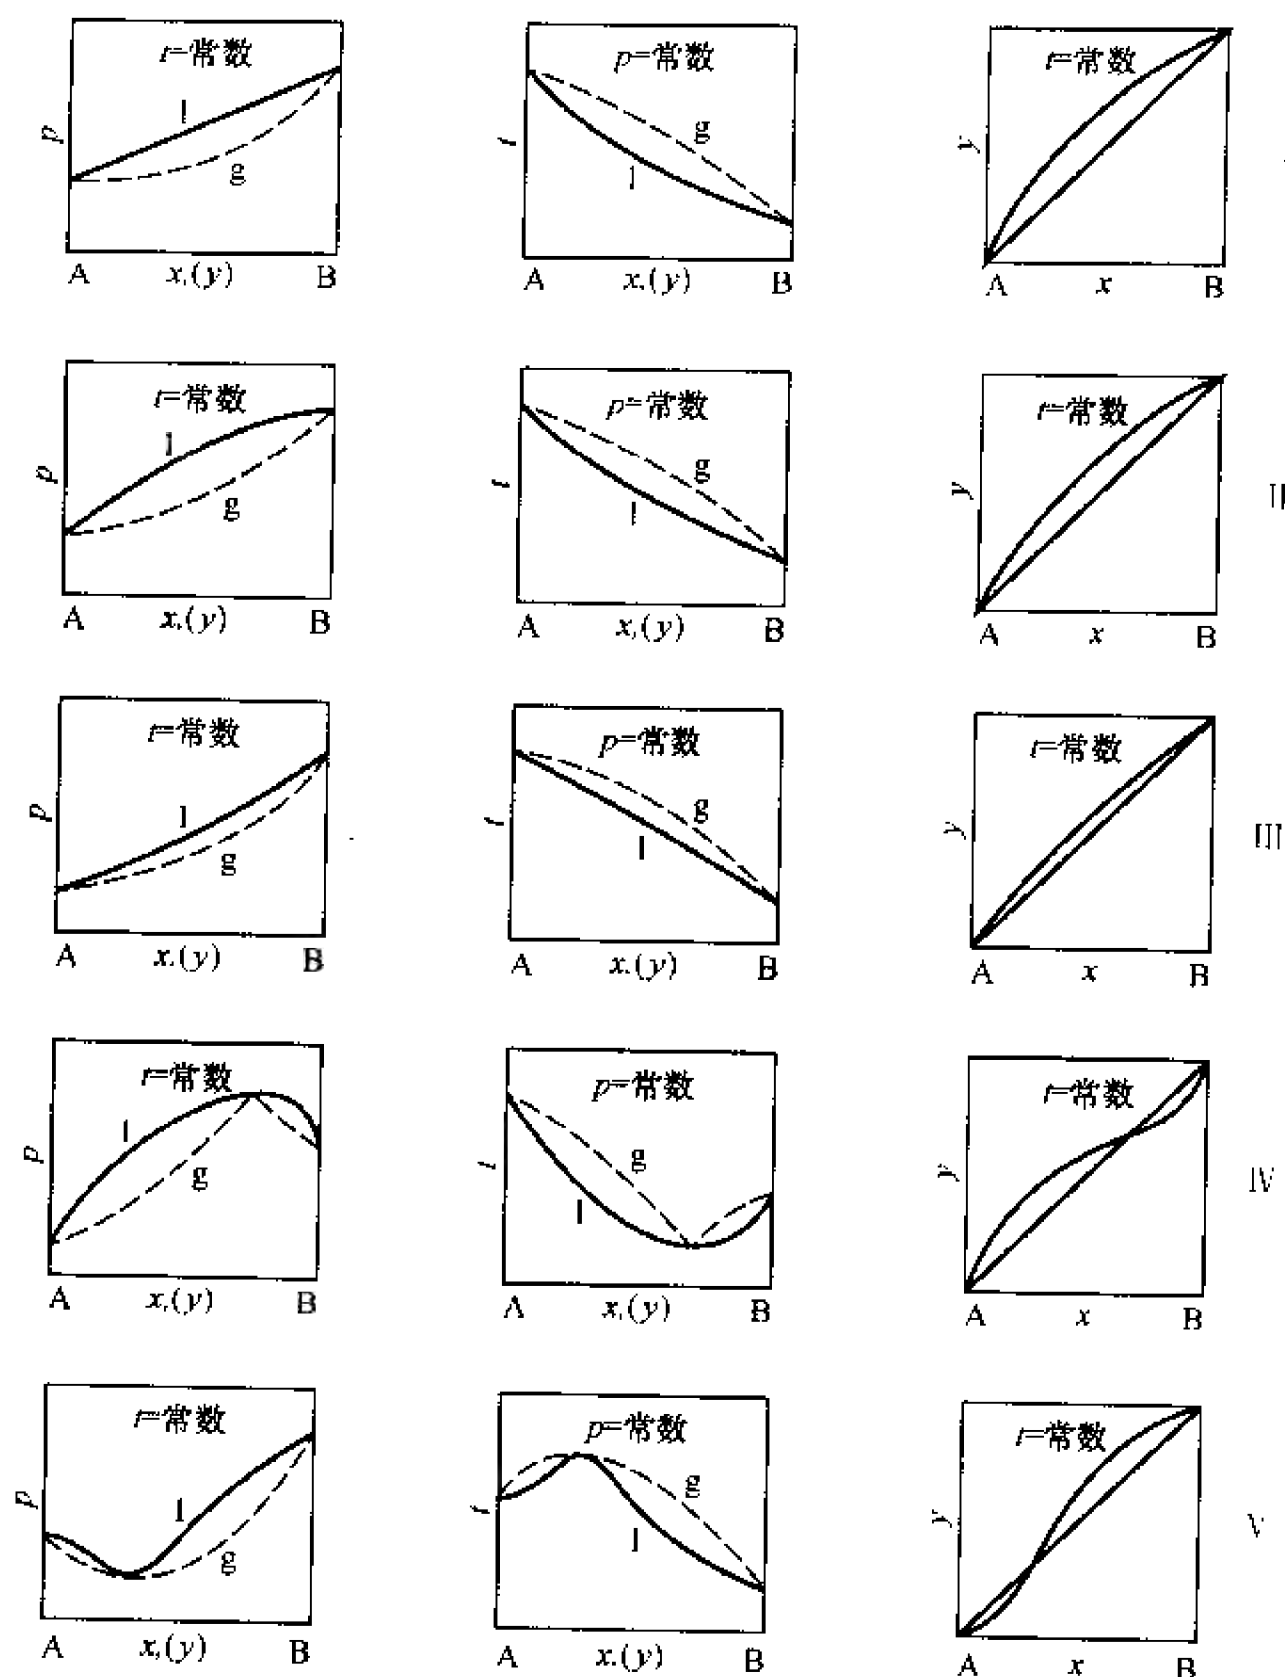 t=常数
p=常数
t=常数
p
l
g
t
g
l
y
A x,(y) B
A x,(y) B
A x B
t=常数
p=常数
t=常数
p
l
g
t
g
l
y
II
A x,(y) B
A x,(y) B
A x B
t=常数
p=常数
t=常数
p
l
g
t
g
l
y
III
A x,(y) B
A x,(y) B
A x B
t=常数
p=常数
t=常数
p
l
g
t
g
l
y
IV
A x,(y) B
A x,(y) B
A x B
t=常数
p=常数
t=常数
p
l
g
t
g
l
y
V
A x,(y) B
A x,(y) B
A x B